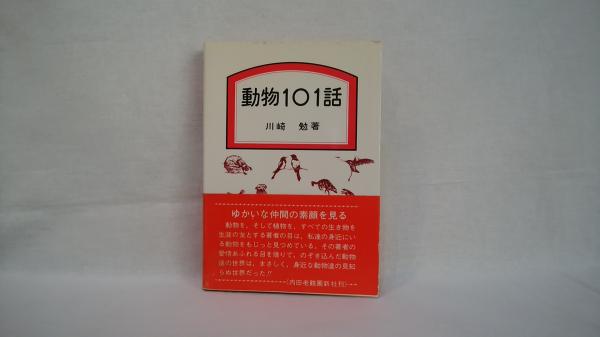 動物101話
川崎 勉著
ゆかいな仲間の素顔を見る
動物を、そして植物を、すべての生き物を
生涯の友とする著者の目は、私達の身近にい
る動物をもじっと見つめている。その著者の
愛情あふれる目を借りて、のぞき込んだ動物
達の世界は、まさしく、身近な動物達の見知
らぬ世界だった!!
(内田老鶴圃新社刊)